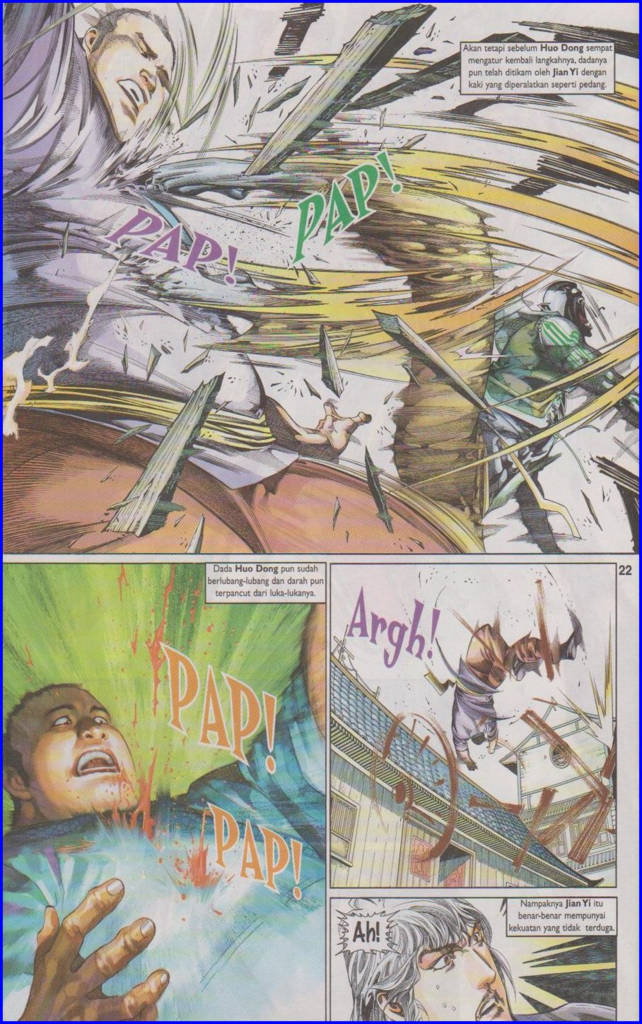 Akan tetapi sebelum Huo Dong sempat
mengatur kembali langkahnya, dadanya
pun telah ditikam oleh Jian Yi dengan
kaki yang diperalatkan seperti pedang.
PAP!
PAP!
Dada Huo Dong pun sudah
berlubang-lubang dan darah pun
terpancut dari luka-lukanya.
PAP!
PAP!
22
Argh!
Nampaknya Jian Yi itu
benar-benar mempunyai
kekuatan yang tidak terduga.
Ah!